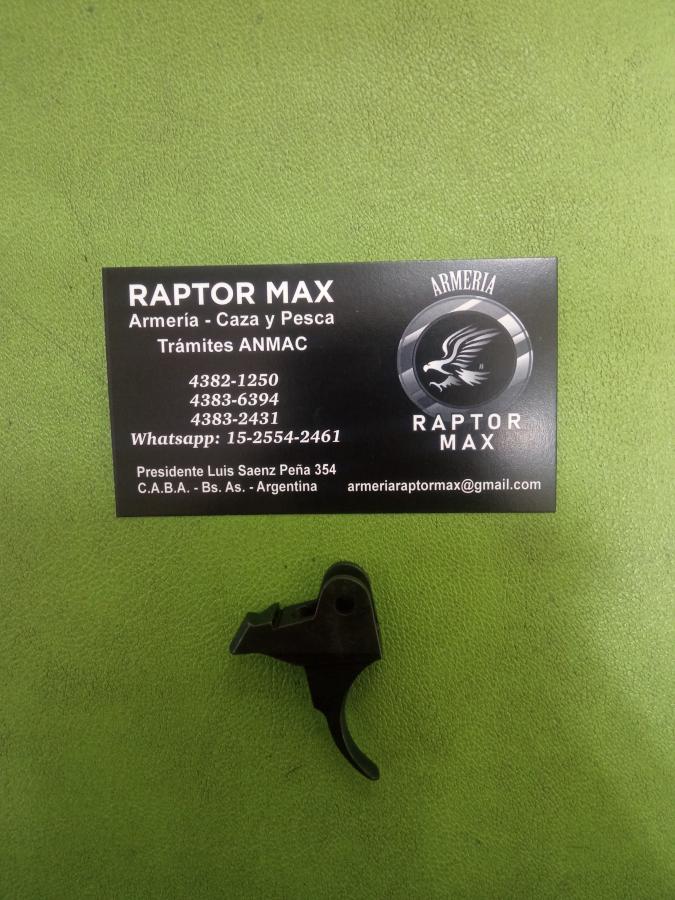 RAPTOR MAX
Armería - Caza y Pesca
Trámites ANMAC
4382-1250
4383-6394
4383-2431
Whatsapp: 15-2554-2461
Presidente Luis Saenz Peña 354
C.A.B.A. - Bs. As. - Argentina
armeriaraptormax@gmail.com
ARMERIA
RAPTOR
MAX